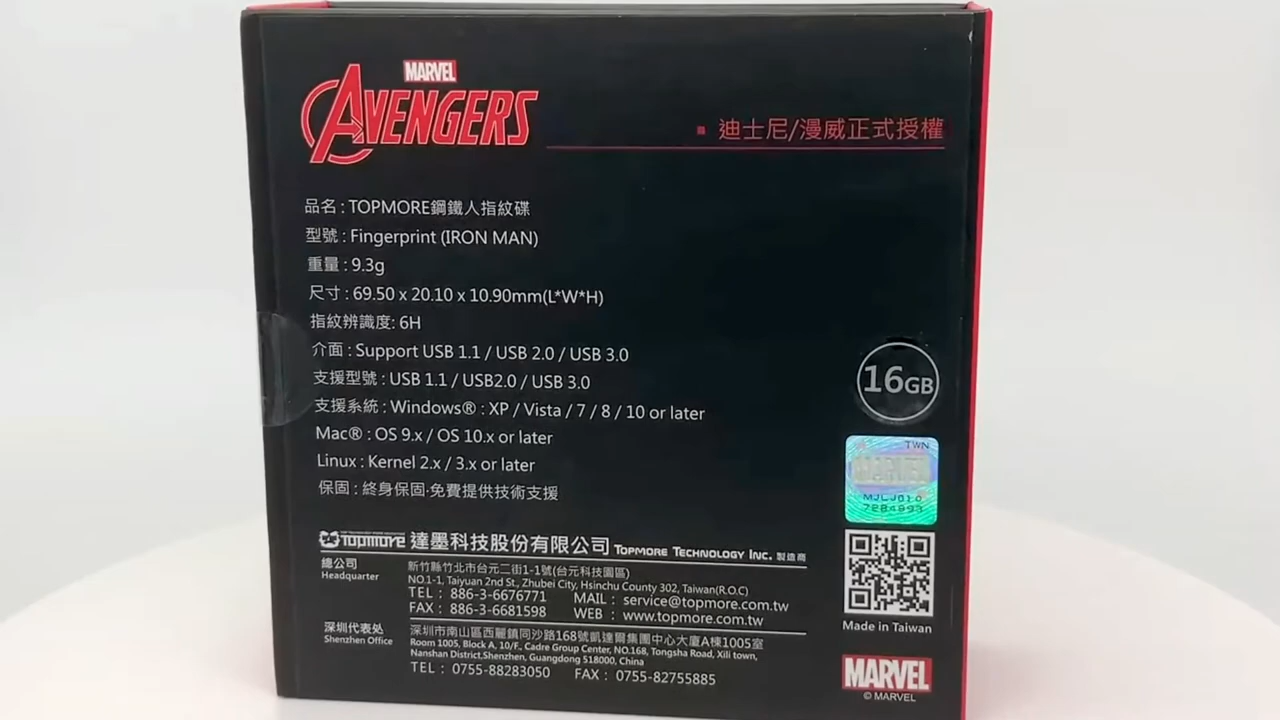 MARVEL
AVENGERS
迪士尼/漫威正式授權
品名 : TOPMORE鋼鐵人指紋碟
型號 : Fingerprint (IRON MAN)
重量 : 9.3g
尺寸 : 69.50 x 20.10 x 10.90mm(L*W*H)
指紋辨識度: 6H
介面 : Support USB 1.1 / USB 2.0 / USB 3.0
支援型號 : USB 1.1 / USB2.0 / USB 3.0
支援系統 : Windows® : XP / Vista / 7 / 8 / 10 or later
Mac® : OS 9.x / OS 10.x or later
Linux : Kernel 2.x / 3.x or later
保固 : 終身保固·免費提供技術支援
16GB
TWN
MARVEL
MJLJ010
7284993
TOPMORE 達墨科技股份有限公司 TOPMORE TECHNOLOGY INC. 製造商
總公司
Headquarter
新竹縣竹北市台元二街1-1號(台元科技園區)
NO.1-1, Taiyuan 2nd St., Zhubei City, Hsinchu County 302, Taiwan(R.O.C)
TEL : 886-3-6676771 MAIL : service@topmore.com.tw
FAX : 886-3-6681598 WEB : www.topmore.com.tw
深圳代表处
Shenzhen Office
深圳市南山區西麗鎮同沙路168號凱達爾集團中心大廈A棟1005室
Room 1005, Block A, 10/F., Cadre Group Center, NO.168, Tongsha Road, Xili town,
Nanshan District,Shenzhen, Guangdong 518000, China
TEL : 0755-88283050 FAX : 0755-82755885
Made in Taiwan
MARVEL
© MARVEL